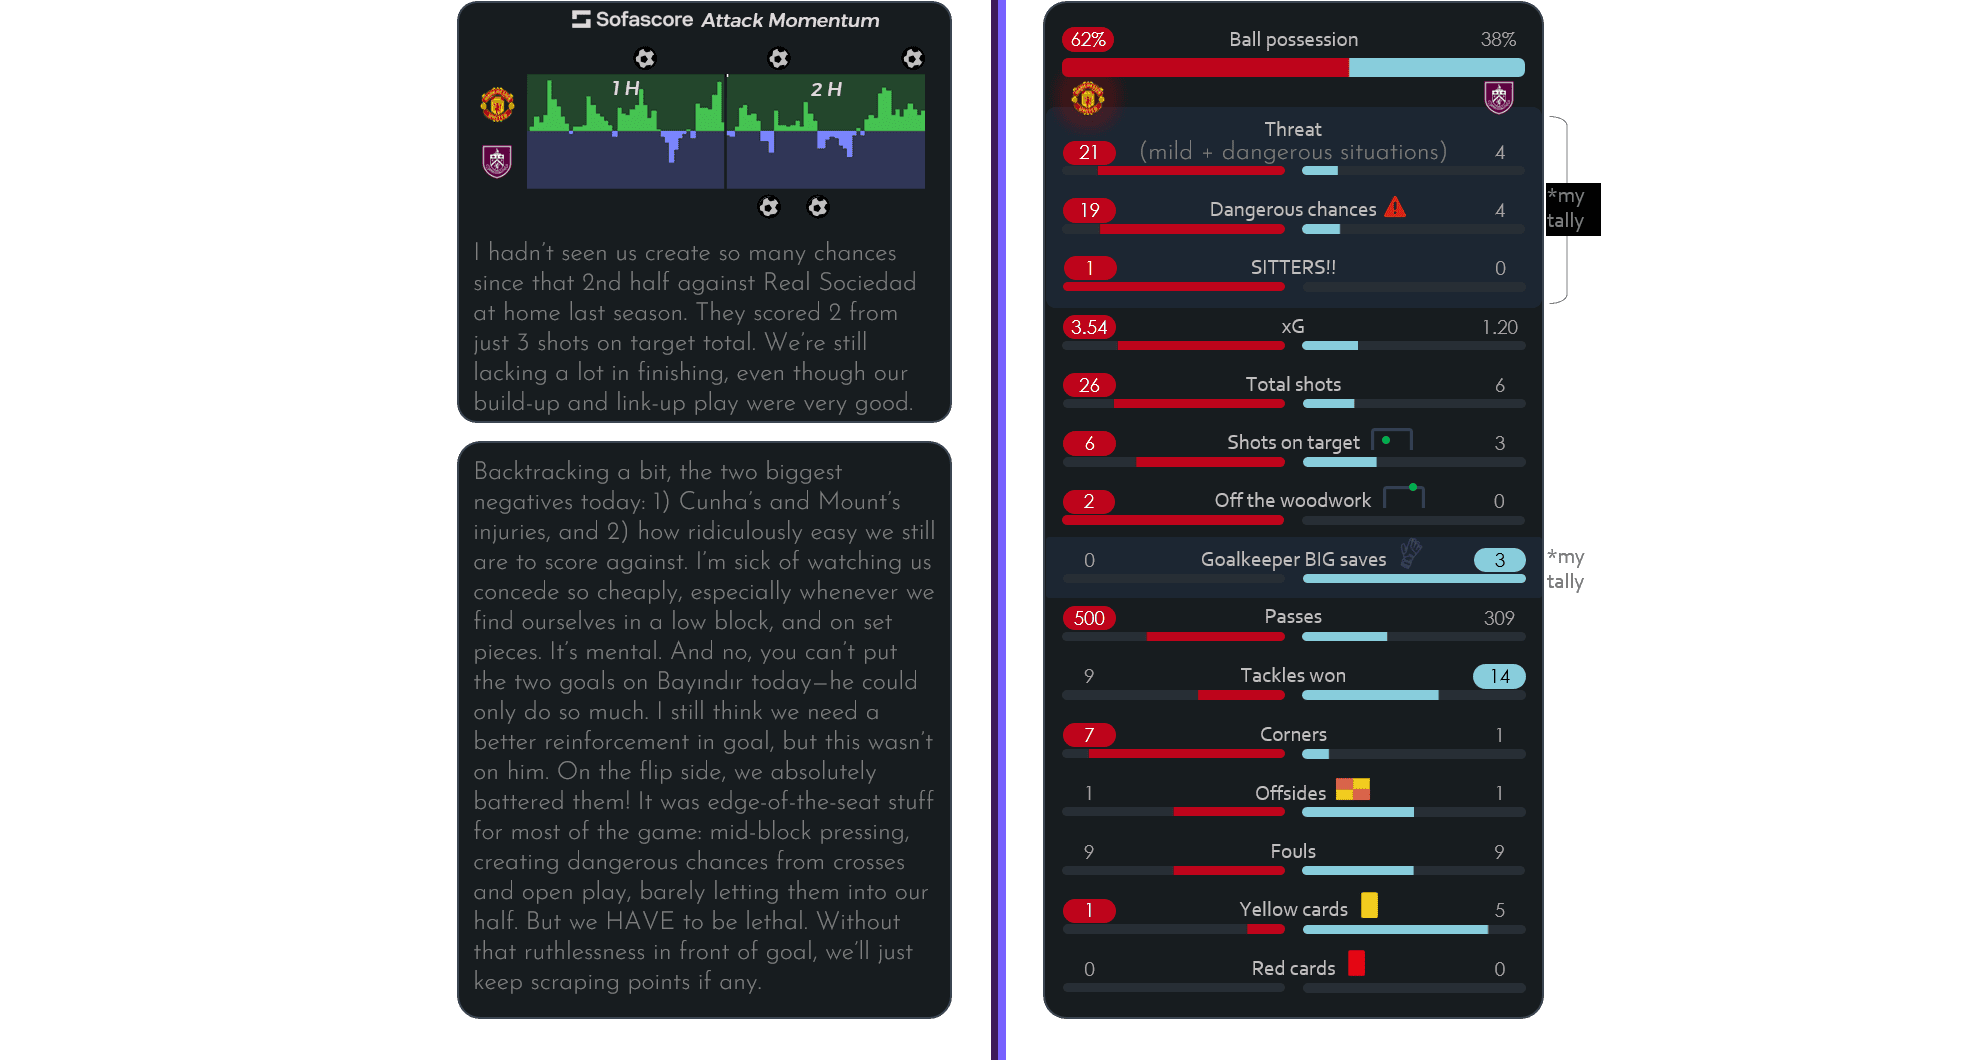 Sofascore Attack Momentum
1 H
2 H
I hadn't seen us create so many chances
since that 2nd half against Real Sociedad
at home last season. They scored 2 from
just 3 shots on target total. We're still
lacking a lot in finishing, even though our
build-up and link-up play were very good.
Backtracking a bit, the two biggest
negatives today: 1) Cunha's and Mount's
injuries, and 2) how ridiculously easy we still
are to score against. I'm sick of watching us
concede so cheaply, especially whenever we
find ourselves in a low block, and on set
pieces. It's mental. And no, you can't put
the two goals on Bayındır today—he could
only do so much. I still think we need a
better reinforcement in goal, but this wasn't
on him. On the flip side, we absolutely
battered them! It was edge-of-the-seat stuff
for most of the game: mid-block pressing,
creating dangerous chances from crosses
and open play, barely letting them into our
half. But we HAVE to be lethal. Without
that ruthlessness in front of goal, we'll just
keep scraping points if any.
62% Ball possession 38%
Threat
21 (mild + dangerous situations) 4
19 Dangerous chances 4
1 SITTERS!! 0
*my
tally
3.54 xG 1.20
26 Total shots 6
6 Shots on target 3
2 Off the woodwork 0
0 Goalkeeper BIG saves 3
*my
tally
500 Passes 309
9 Tackles won 14
7 Corners 1
1 Offsides 1
9 Fouls 9
1 Yellow cards 5
0 Red cards 0